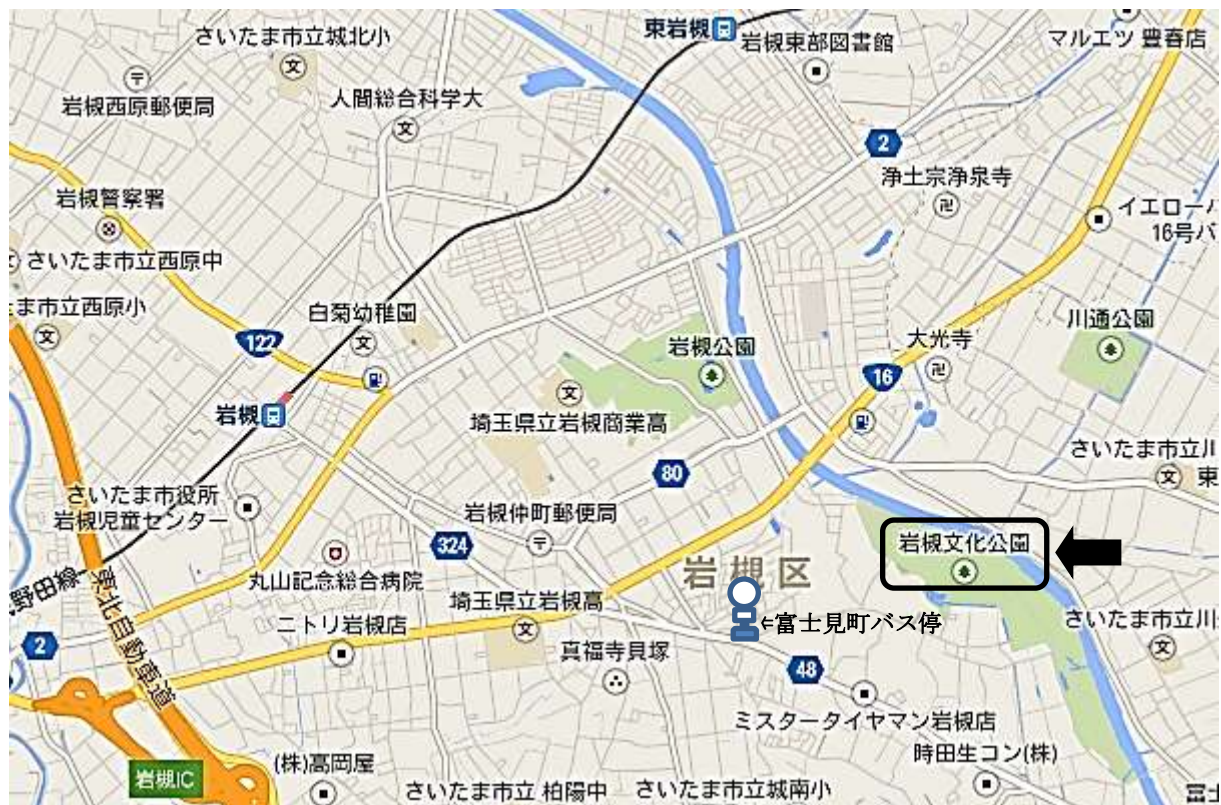 さいたま市立城北小
東岩槻
岩槻東部図書館
マルエツ 豊春店
岩槻西原郵便局
人間総合科学大
2
浄土宗浄泉寺
岩槻警察署
イエロー
16号バ
さいたま市立西原中
ま市立西原小
白菊幼稚園
122
岩槻公園
川通公園
大光寺
16
岩槻
埼玉県立岩槻商業高
さいたま市立川
東
80
さいたま市役所
岩槻児童センター
岩槻仲町郵便局
324
岩槻文化公園
丸山記念総合病院
岩槻区
野田線
東北自動車道
埼玉県立岩槻高
←富士見町バス停
さいたま市立川
2
ニトリ岩槻店
真福寺貝塚
48
ミスタータイヤマン岩槻店
時田生コン(株)
岩槻IC
(株)高岡屋
さいたま市立 柏陽中
さいたま市立城南小
富士